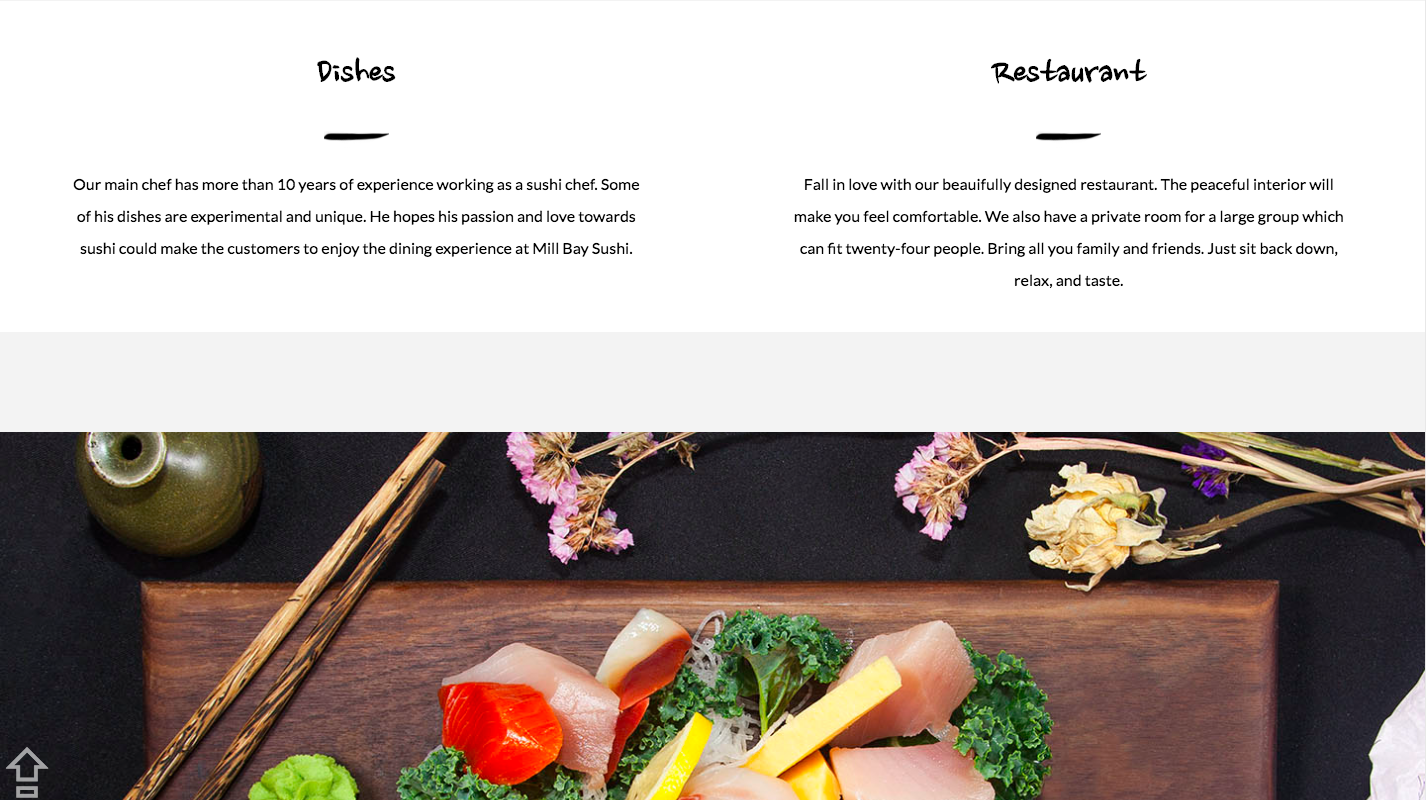 Dishes
Our main chef has more than 10 years of experience working as a sushi chef. Some
of his dishes are experimental and unique. He hopes his passion and love towards
sushi could make the customers to enjoy the dining experience at Mill Bay Sushi.
Restaurant
Fall in love with our beauifully designed restaurant. The peaceful interior will
make you feel comfortable. We also have a private room for a large group which
can fit twenty-four people. Bring all you family and friends. Just sit back down,
relax, and taste.